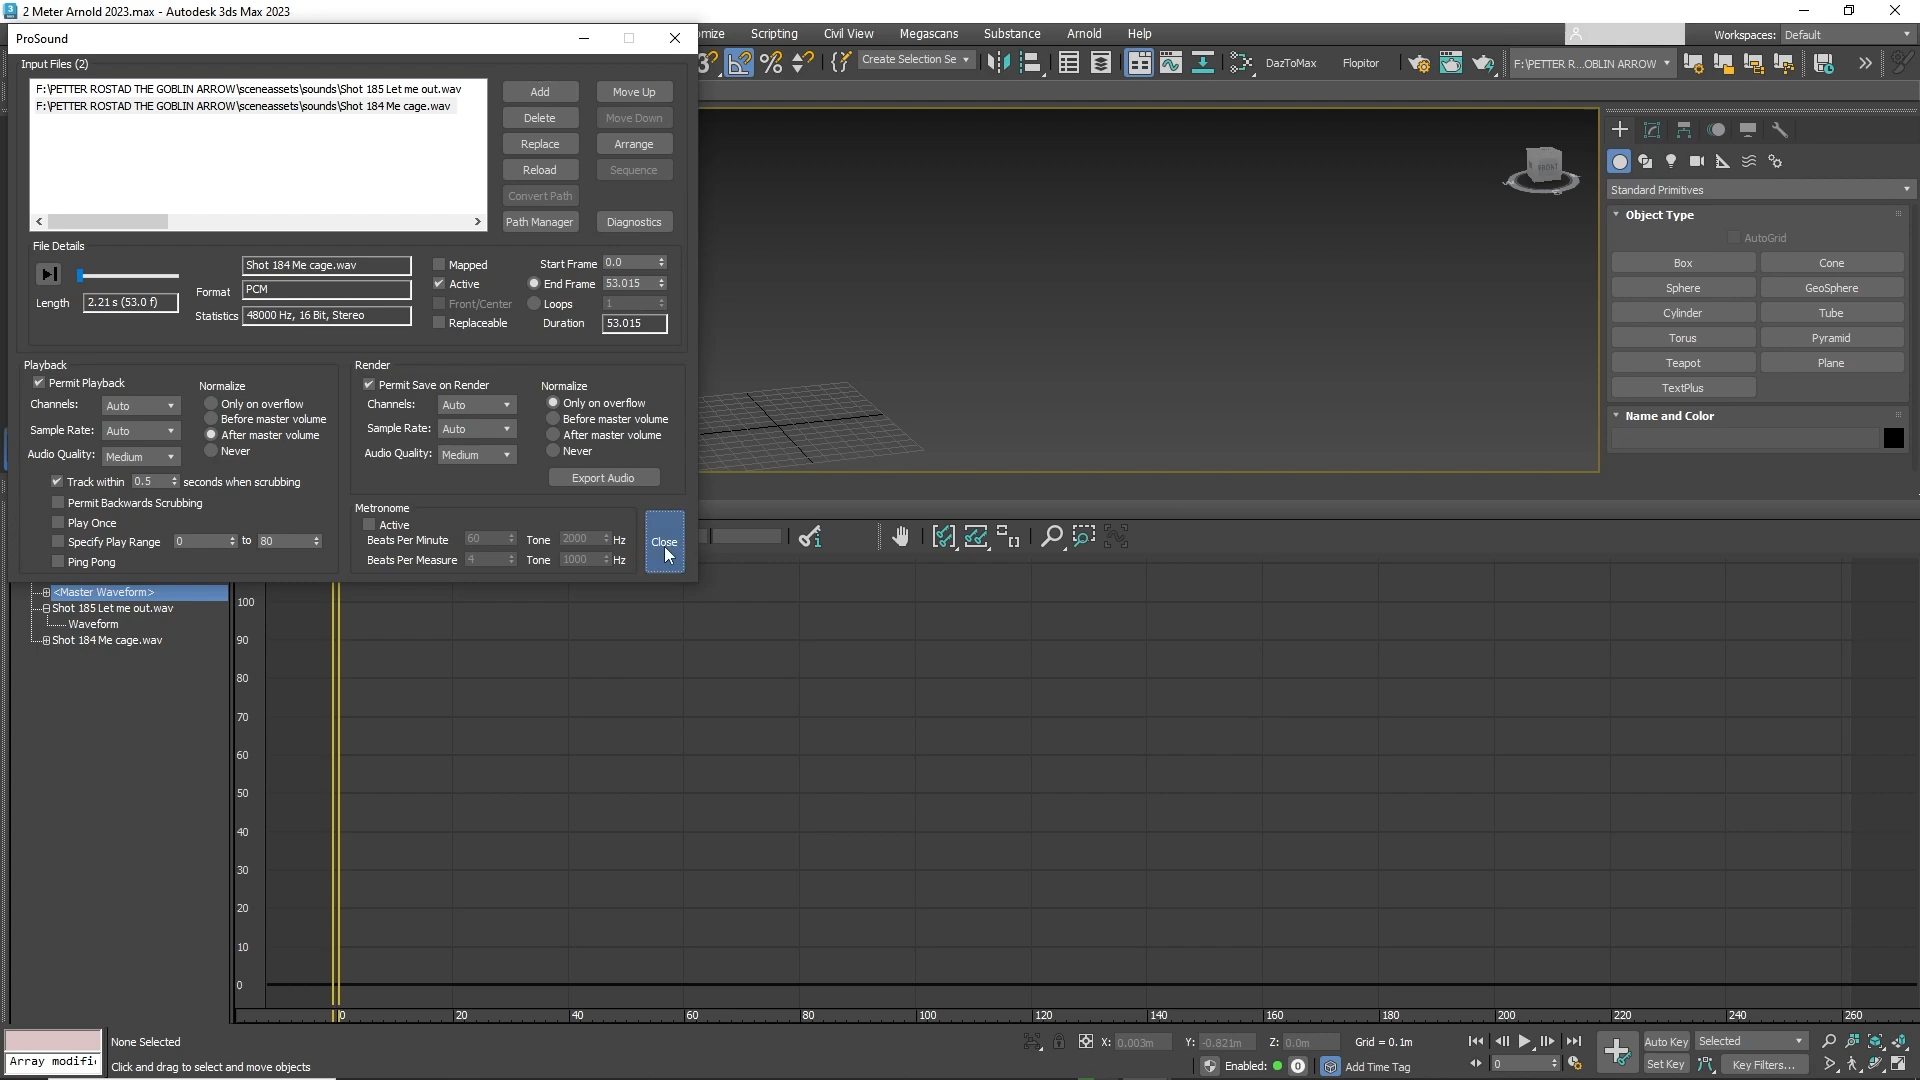 2 Meter Arnold 2023.max - Autodesk 3ds Max 2023
ProSound
omize Scripting Civil View Megascans Substance Arnold Help
Workspaces: Default
Create Selection Se
DazToMax Flopitor
F:\PETTER R...OBLIN ARROW
Input Files (2)
F:\PETTER ROSTAD THE GOBLIN ARROW\sceneassets\sounds\Shot 185 Let me out.wav
F:\PETTER ROSTAD THE GOBLIN ARROW\sceneassets\sounds\Shot 184 Me cage.wav
Add Move Up
Delete Move Down
Replace Arrange
Reload Sequence
Convert Path
Path Manager Diagnostics
File Details
Shot 184 Me cage.wav
Format PCM
Length 2.21 s (53.0 f)
Statistics 48000 Hz, 16 Bit, Stereo
Mapped Start Frame 0.0
Active End Frame 53.015
Front/Center Loops 1
Replaceable Duration 53.015
Playback
Permit Playback
Channels: Auto
Sample Rate: Auto
Audio Quality: Medium
Normalize
Only on overflow
Before master volume
After master volume
Never
Track within 0.5 seconds when scrubbing
Permit Backwards Scrubbing
Play Once
Specify Play Range 0 to 80
Ping Pong
Render
Permit Save on Render
Channels: Auto
Sample Rate: Auto
Audio Quality: Medium
Normalize
Only on overflow
Before master volume
After master volume
Never
Export Audio
Metronome
Active
Beats Per Minute 60 Tone 2000 Hz
Beats Per Measure 4 Tone 1000 Hz
Close
FRONT
Standard Primitives
Object Type
AutoGrid
Box Cone
Sphere GeoSphere
Cylinder Tube
Torus Pyramid
Teapot Plane
TextPlus
Name and Color
<Master Waveform>
Shot 185 Let me out.wav
Waveform
Shot 184 Me cage.wav
100
90
80
70
60
50
40
30
20
10
0
0 20 40 60 80 100 120 140 160 180 200 220 240 260
None Selected
Array modifi
Click and drag to select and move objects
X: 0.003m Y: -0.821m Z: 0.0m Grid = 0.1m
Enabled: 0 Add Time Tag
0
Auto Key Selected
Set Key Key Filters...